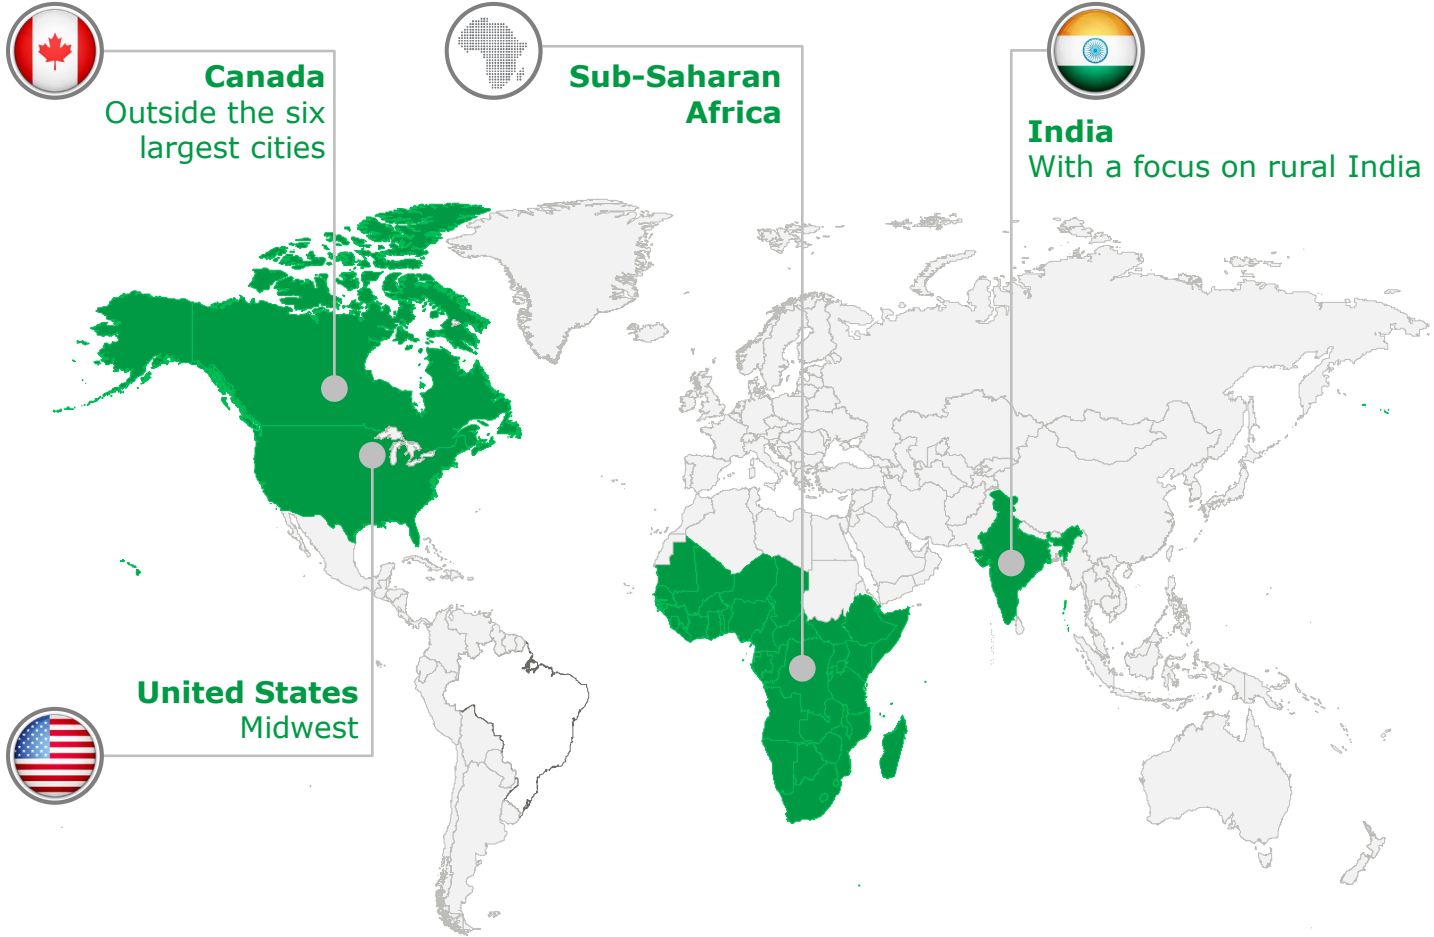 Canada
Outside the six
largest cities
Sub-Saharan
Africa
India
With a focus on rural India
United States
Midwest